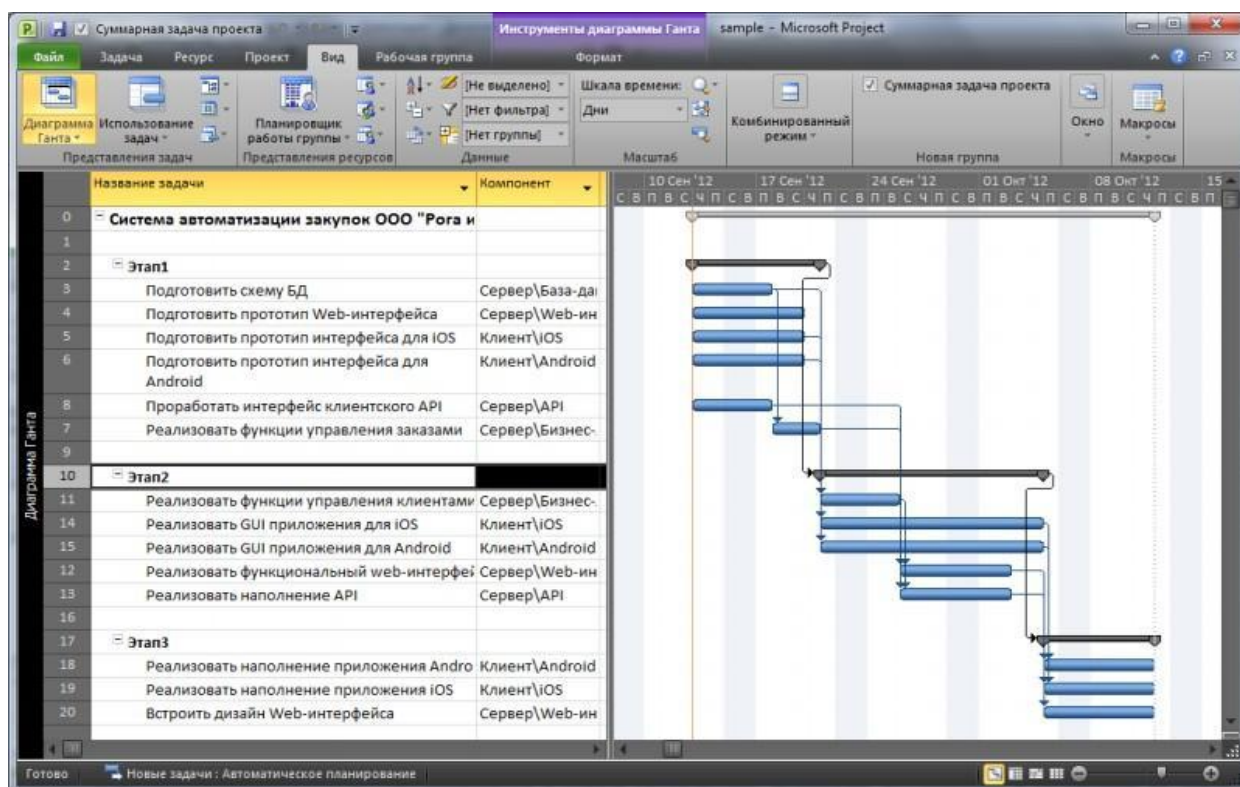 Суммарная задача проекта
Инструменты диаграммы Ганта
sample - Microsoft Project
Файл Задача Ресурс Проект Вид Рабочая группа Формат
Диаграмма Ганта
Использование задач
Планировщик работы группы
[Не выделено]
[Нет фильтра]
[Нет группы]
Шкала времени:
Дни
Комбинированный режим
Суммарная задача проекта
Окно
Макросы
Представления задач Представления ресурсов Данные Масштаб Новая группа Макросы
Название задачи Компонент 10 Сен '12 17 Сен '12 24 Сен '12 01 Окт '12 08 Окт '12 15
С В П В С Ч П С В П В С Ч П С В П В С Ч П С В П В С Ч П С В П В С Ч П С В П
0 Система автоматизации закупок ООО "Рога и
1
2 Этап1
3 Подготовить схему БД Сервер\База-да
4 Подготовить прототип Web-интерфейса Сервер\Web-ин
5 Подготовить прототип интерфейса для iOS Клиент\iOS
6 Подготовить прототип интерфейса для Клиент\Android
Android
8 Проработать интерфейс клиентского API Сервер\API
7 Реализовать функции управления заказами Сервер\Бизнес-
9
10 Этап2
11 Реализовать функции управления клиентами Сервер\Бизнес-
14 Реализовать GUI приложения для iOS Клиент\iOS
15 Реализовать GUI приложения для Android Клиент\Android
12 Реализовать функциональный web-интерфей Сервер\Web-ин
13 Реализовать наполнение API Сервер\API
16
17 Этап3
18 Реализовать наполнение приложения Andro Клиент\Android
19 Реализовать наполнение приложения iOS Клиент\iOS
20 Встроить дизайн Web-интерфейса Сервер\Web-ин
Диаграмма Ганта
Готово Новые задачи : Автоматическое планирование